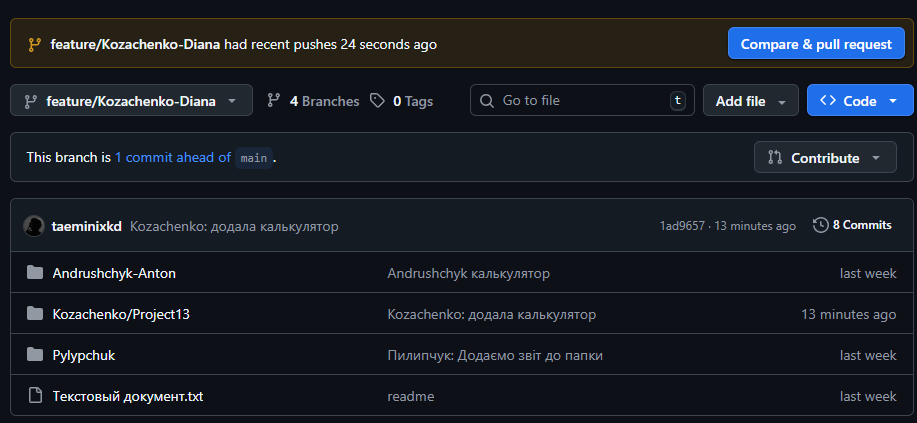 feature/Kozachenko-Diana had recent pushes 24 seconds ago
Compare & pull request
feature/Kozachenko-Diana 4 Branches 0 Tags Go to file t Add file Code
This branch is 1 commit ahead of main . Contribute
taeminixkd Kozachenko: додала калькулятор 1ad9657 · 13 minutes ago 8 Commits
Andrushchyk-Anton Andrushchyk калькулятор last week
Kozachenko/Project13 Kozachenko: додала калькулятор 13 minutes ago
Pylypchuk Пилипчук: Додаємо звіт до папки last week
Текстовый документ.txt readme last week